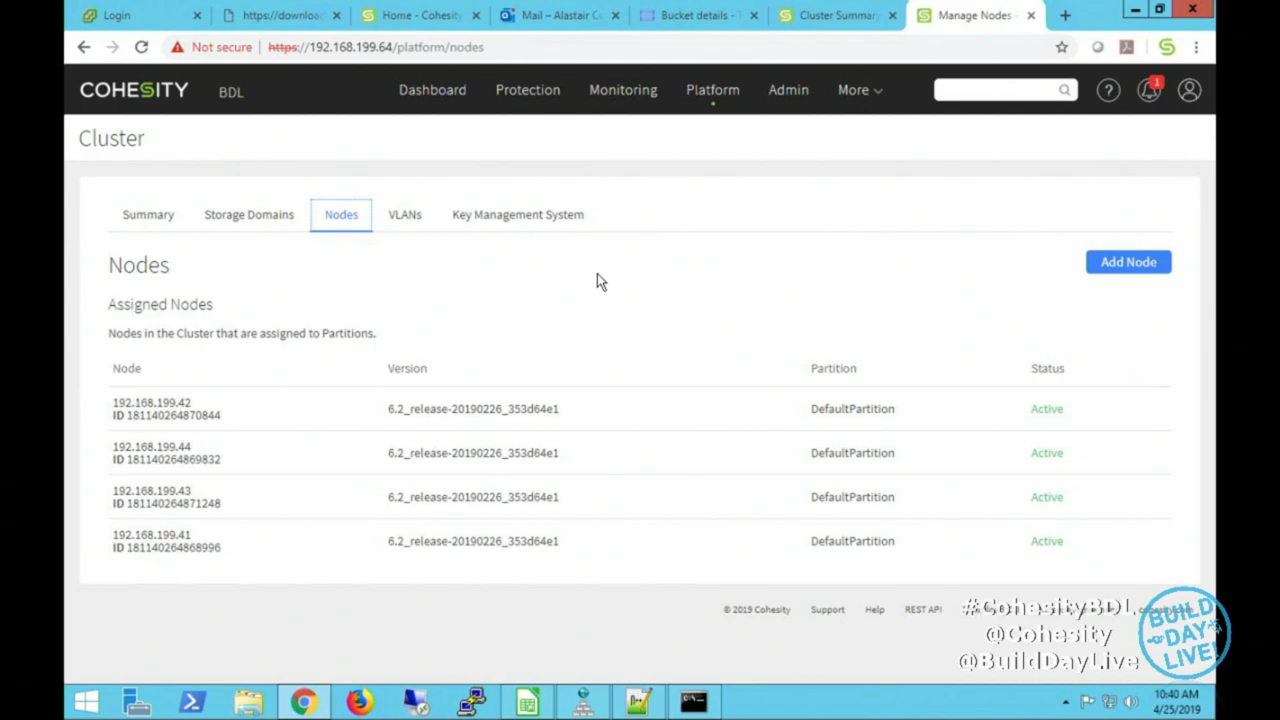 Login
https://downloa
Home - Cohesity
Mail – Alastair C
Bucket details - T
Cluster Summary
Manage Nodes -
Not secure
https://192.168.199.64/platform/nodes
COHESITY
BDL
Dashboard
Protection
Monitoring
Platform
Admin
More
1
Cluster
Summary
Storage Domains
Nodes
VLANs
Key Management System
Nodes
Add Node
Assigned Nodes
Nodes in the Cluster that are assigned to Partitions.
Node Version Partition Status
192.168.199.42
ID 181140264870844
6.2_release-20190226_353d64e1 DefaultPartition Active
192.168.199.44
ID 181140264869832
6.2_release-20190226_353d64e1 DefaultPartition Active
192.168.199.43
ID 181140264871248
6.2_release-20190226_353d64e1 DefaultPartition Active
192.168.199.41
ID 181140264868996
6.2_release-20190226_353d64e1 DefaultPartition Active
© 2019 Cohesity
Support
Help
REST API
#CohesityBDL
@Cohesity
@BuildDayLive
BUILD
DAY
LIVE!
10:40 AM
4/25/2019